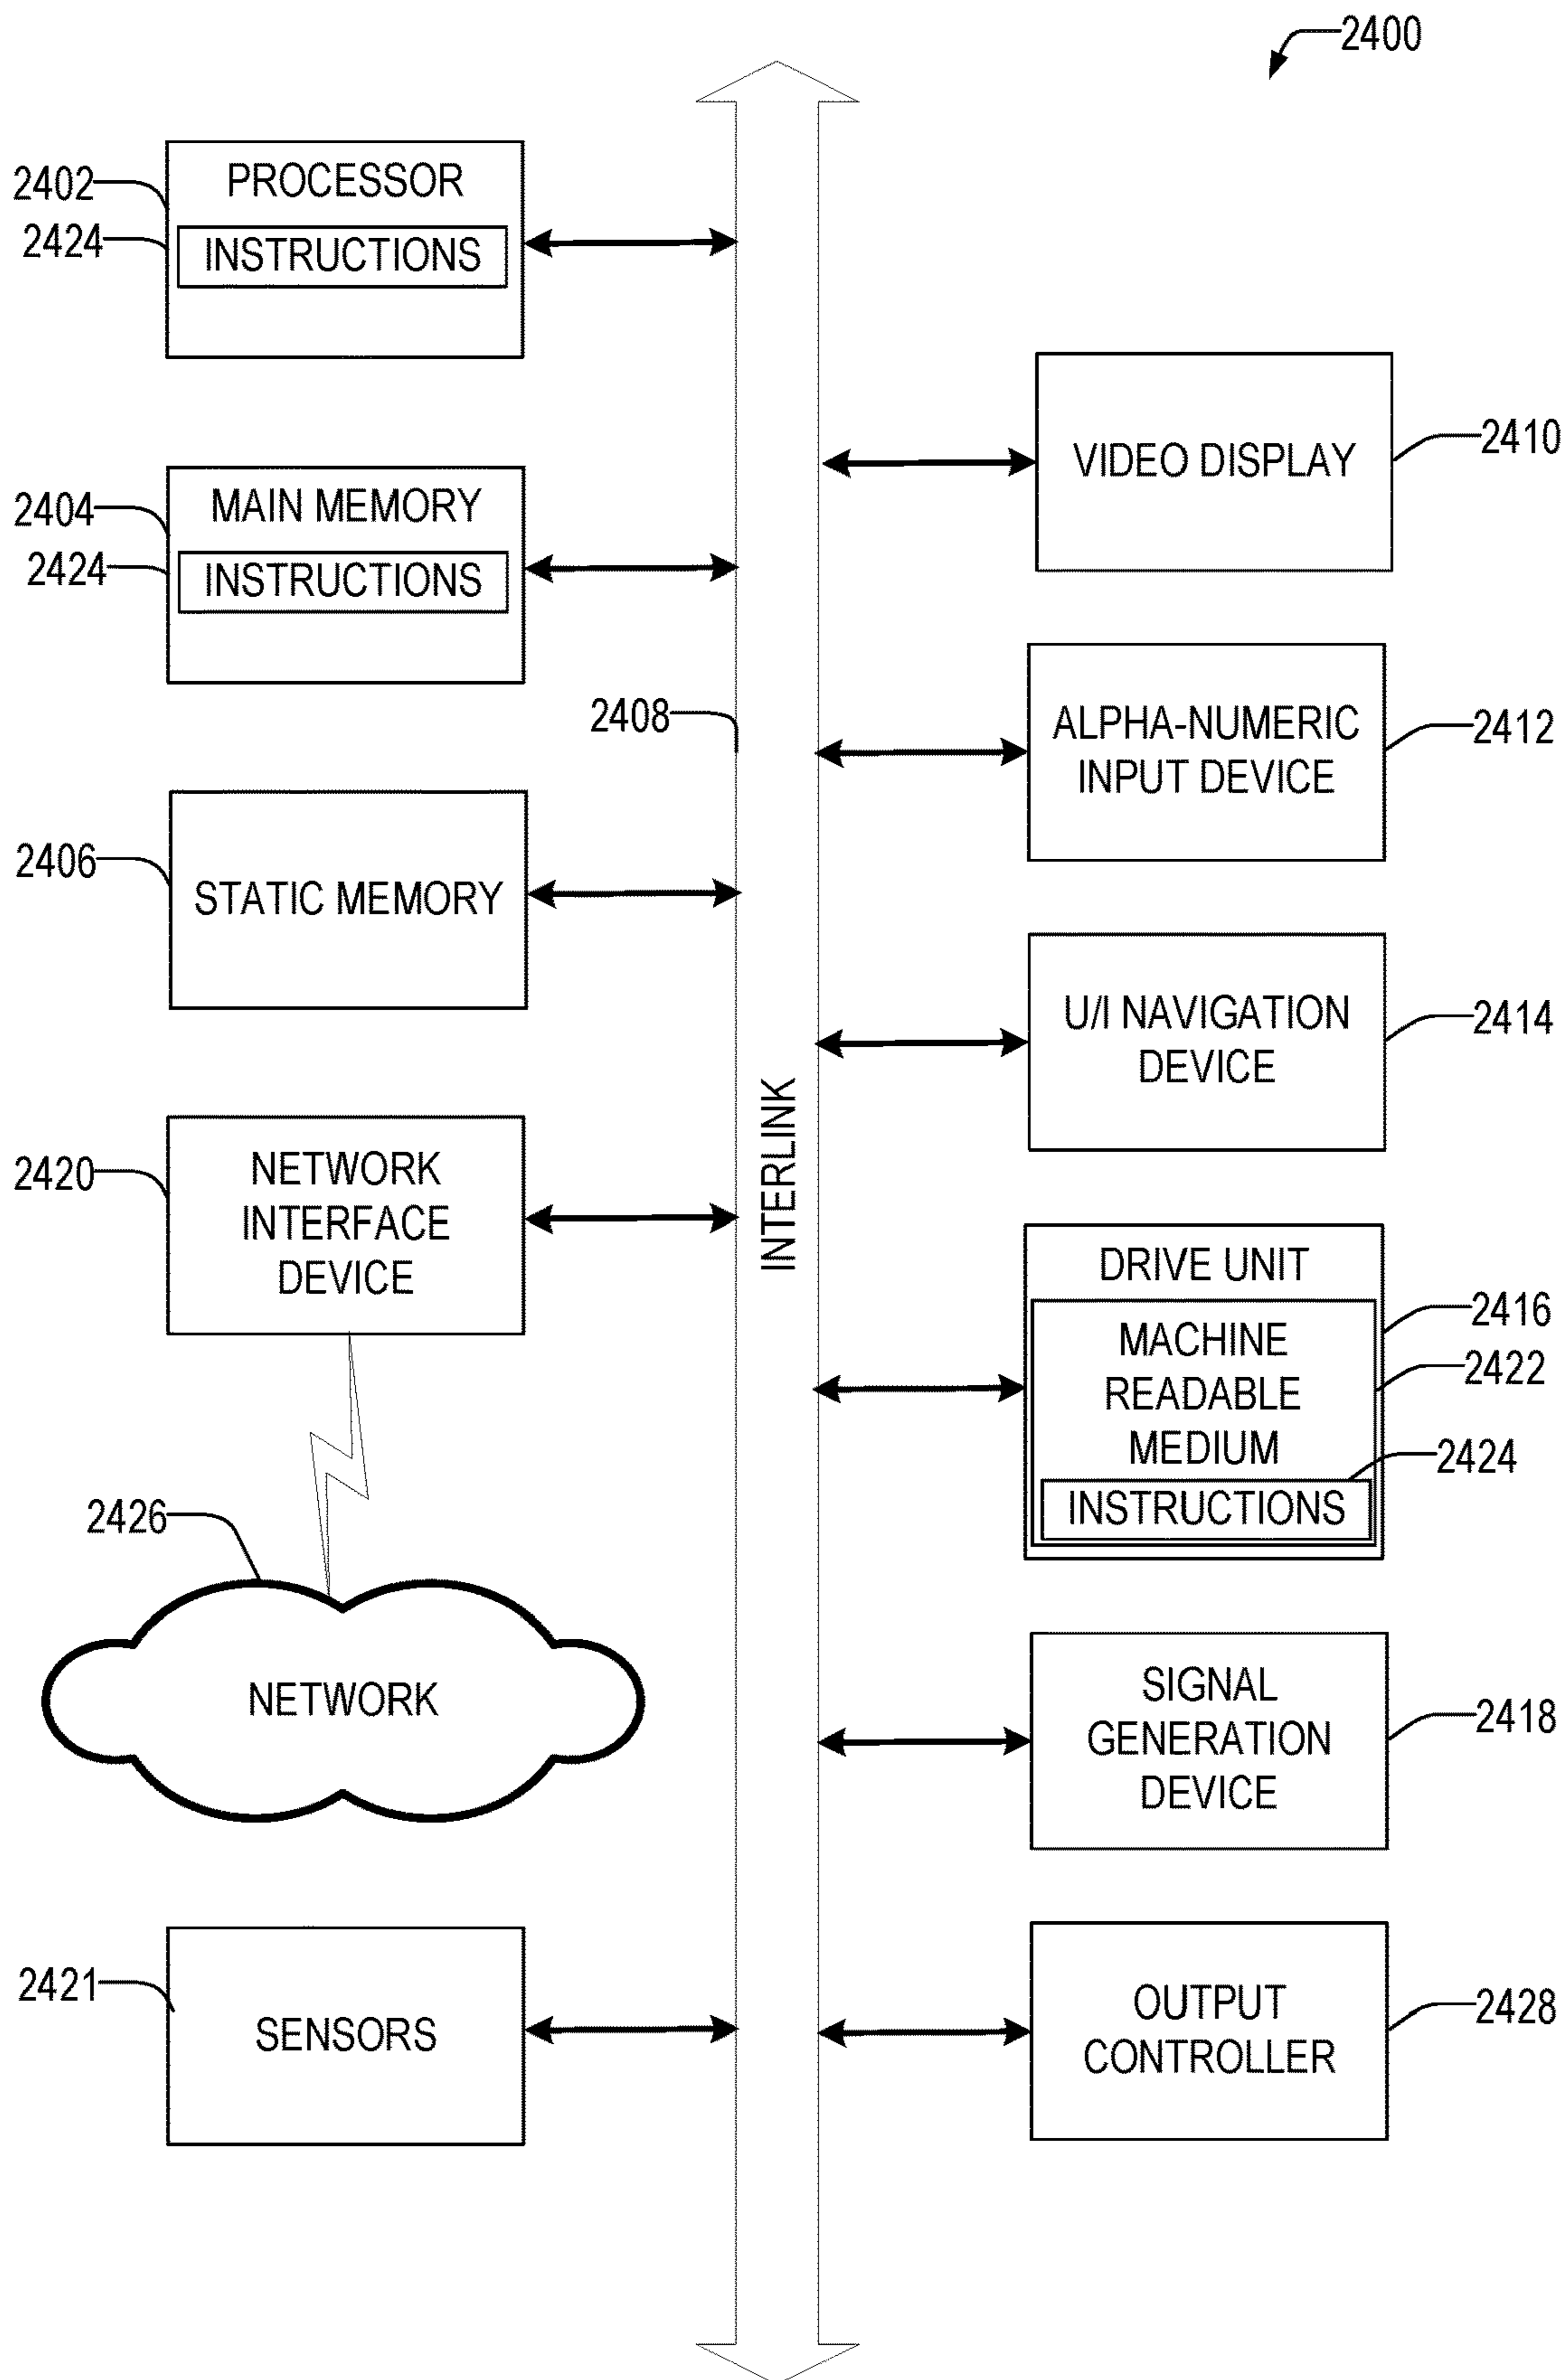 2400
2402
PROCESSOR
2424
INSTRUCTIONS
2404
MAIN MEMORY
2424
INSTRUCTIONS
2406
STATIC MEMORY
2420
NETWORK
INTERFACE
DEVICE
2426
NETWORK
2421
SENSORS
2408
INTERLINK
VIDEO DISPLAY
2410
ALPHA-NUMERIC
INPUT DEVICE
2412
U/I NAVIGATION
DEVICE
2414
DRIVE UNIT
2416
MACHINE
READABLE
MEDIUM
2422
2424
INSTRUCTIONS
SIGNAL
GENERATION
DEVICE
2418
OUTPUT
CONTROLLER
2428